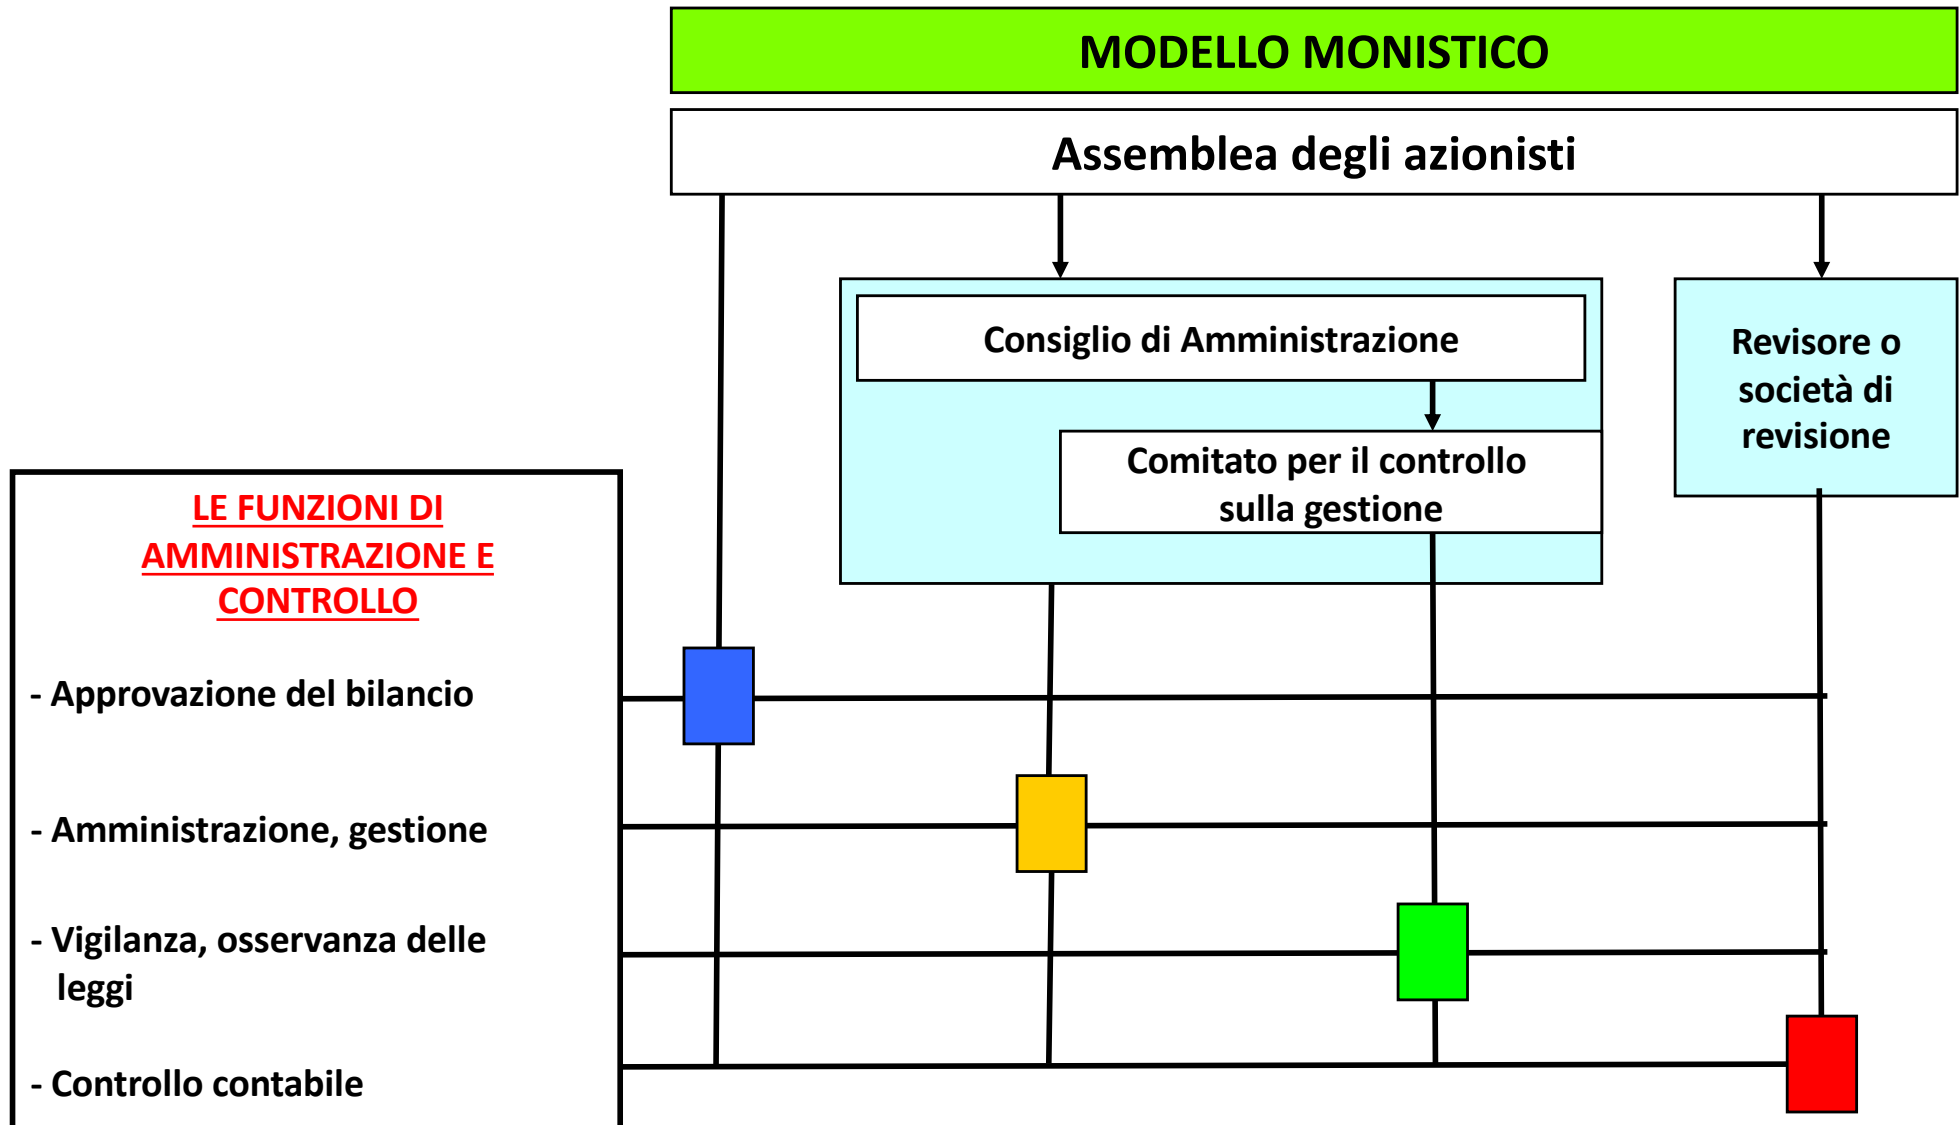 MODELLO MONISTICO
Assemblea degli azionisti
Consiglio di Amministrazione
Revisore o
società di
revisione
Comitato per il controllo
sulla gestione
LE FUNZIONI DI
AMMINISTRAZIONE E
CONTROLLO
- Approvazione del bilancio
- Amministrazione, gestione
- Vigilanza, osservanza delle
leggi
- Controllo contabile